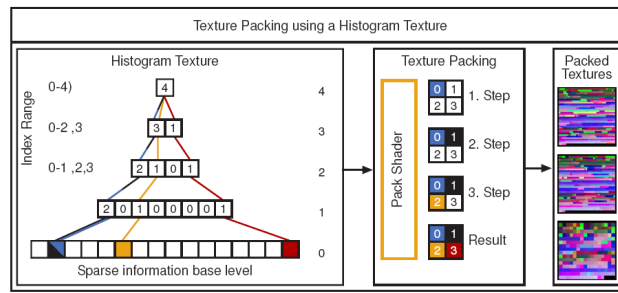 Texture Packing using a Histogram Texture
Histogram Texture
Index Range
0-4)
4
4
0-2 ,3
3 1
3
0-1 ,2,3
2 1 0 1
2
2 0 1 0 0 0 0 1
1
0
Sparse information base level
Texture Packing
Pack Shader
0 1
2 3
1. Step
0 1
2 3
2. Step
0 1
2 3
3. Step
0 1
2 3
Result
Packed
Textures